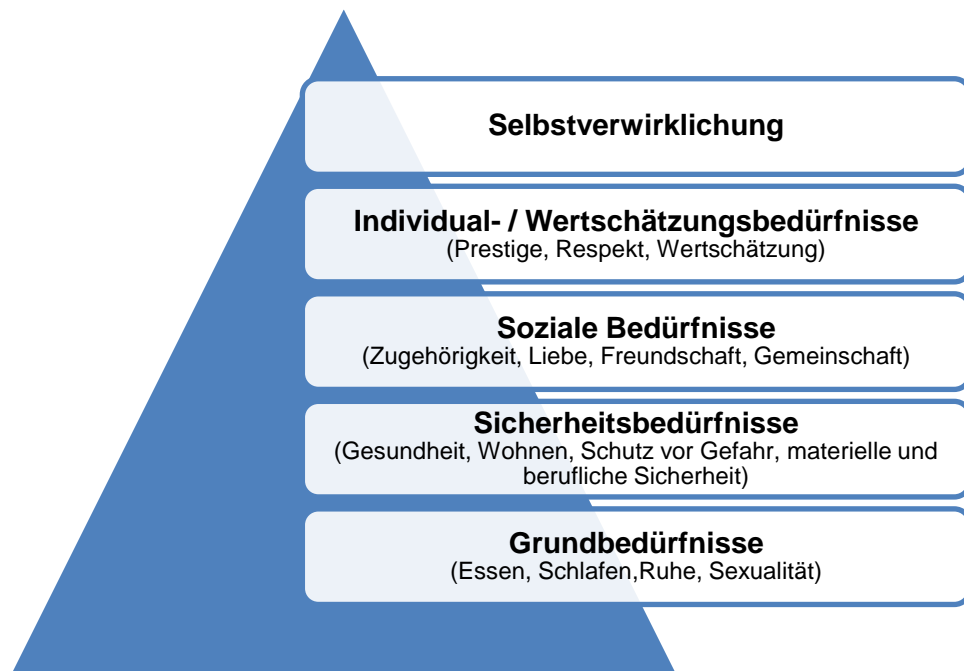 Selbstverwirklichung
Individual- / Wertschätzungsbedürfnisse
(Prestige, Respekt, Wertschätzung)
Soziale Bedürfnisse
(Zugehörigkeit, Liebe, Freundschaft, Gemeinschaft)
Sicherheitsbedürfnisse
(Gesundheit, Wohnen, Schutz vor Gefahr, materielle und
berufliche Sicherheit)
Grundbedürfnisse
(Essen, Schlafen,Ruhe, Sexualität)